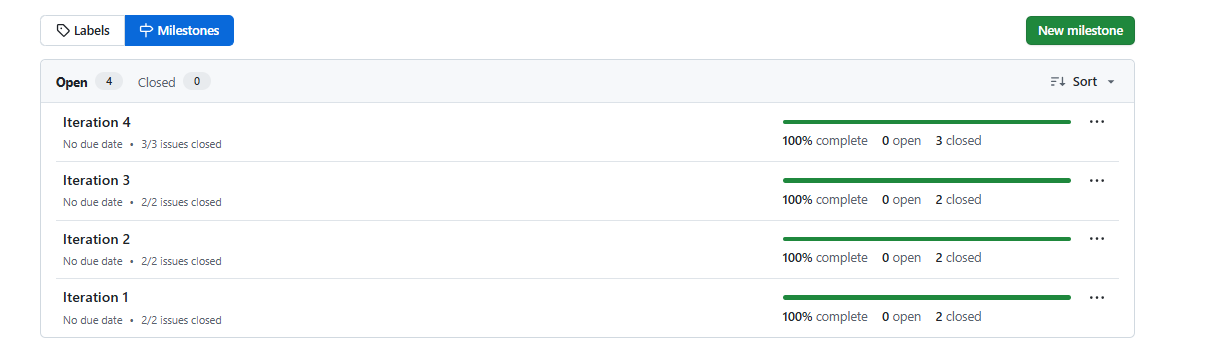 Labels Milestones New milestone
Open 4 Closed 0 Sort
Iteration 4
No due date • 3/3 issues closed
100% complete 0 open 3 closed
Iteration 3
No due date • 2/2 issues closed
100% complete 0 open 2 closed
Iteration 2
No due date • 2/2 issues closed
100% complete 0 open 2 closed
Iteration 1
No due date • 2/2 issues closed
100% complete 0 open 2 closed